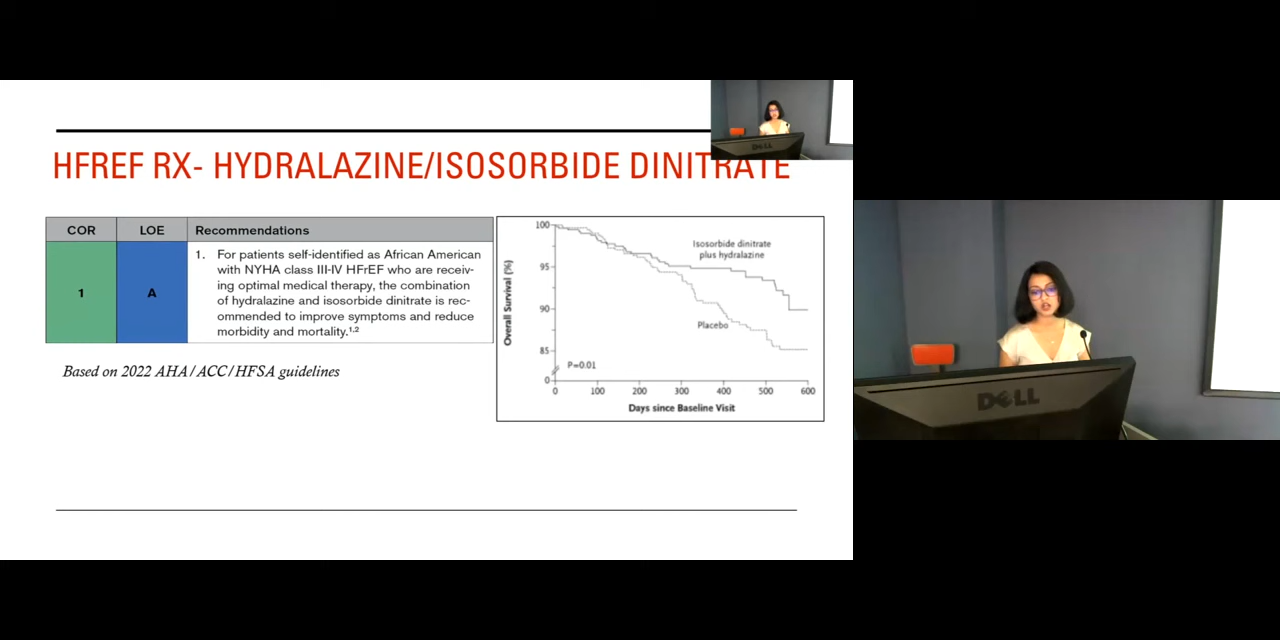 HFREF RX- HYDRALAZINE/ISOSORBIDE DINITRATE
COR LOE Recommendations
1 A
1. For patients self-identified as African American
with NYHA class III-IV HFrEF who are receiv-
ing optimal medical therapy, the combination
of hydralazine and isosorbide dinitrate is rec-
ommended to improve symptoms and reduce
morbidity and mortality.1,2
Based on 2022 AHA/ACC/HFSA guidelines
Overall Survival (%)
100
95
90
85
0
Isosorbide dinitrate
plus hydralazine
Placebo
P=0.01
0 100 200 300 400 500 600
Days since Baseline Visit
DELL
DELL